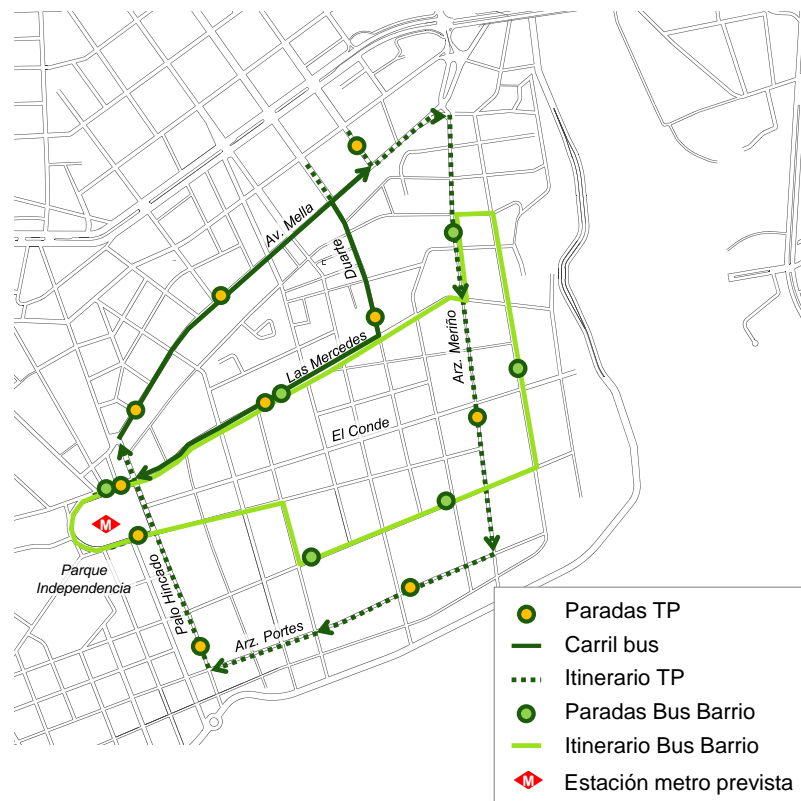 Av. Mella
Duarte
Las Mercedes
Arz. Meriño
El Conde
M
Parque
Independencia
Palo Hincado
Arz. Portes
Paradas TP
Carril bus
Itinerario TP
Paradas Bus Barrio
Itinerario Bus Barrio
M
Estación metro prevista